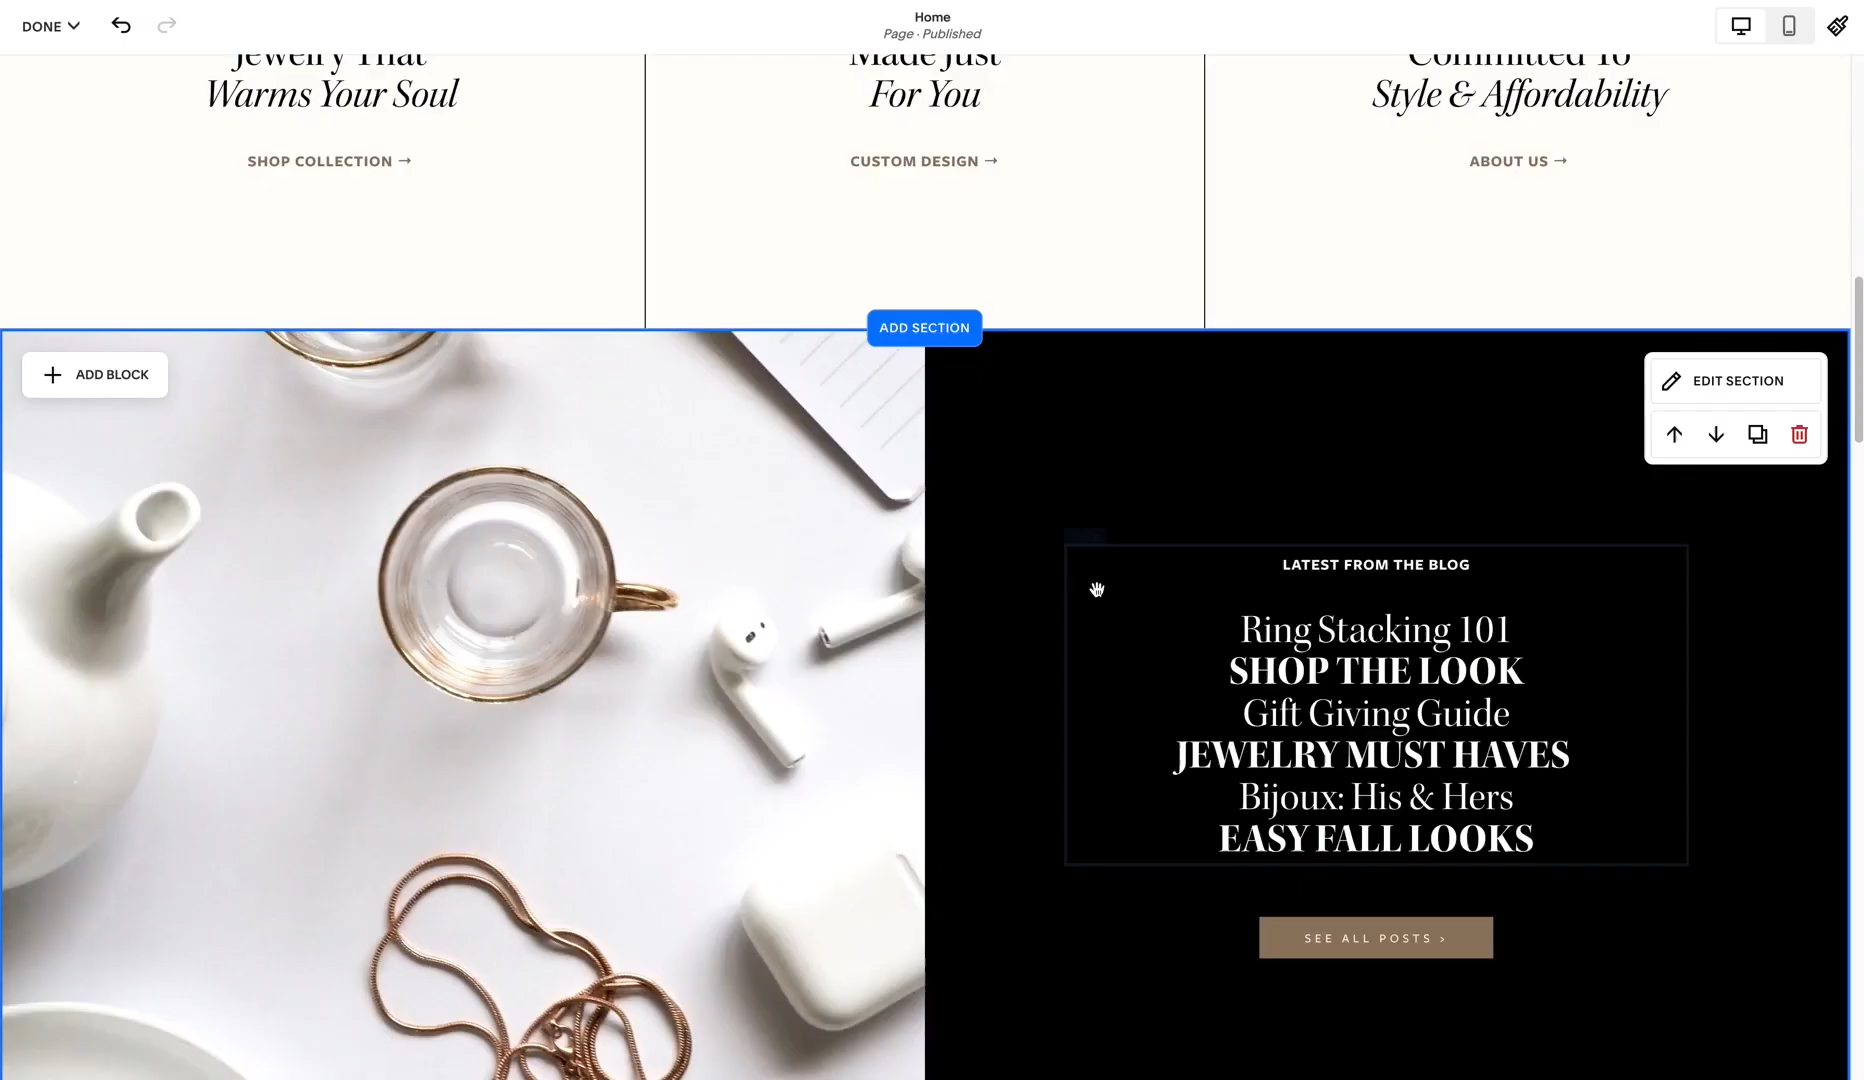 DONE
Home
Page · Published
Jewelry That
Warms Your Soul
SHOP COLLECTION →
Made Just
For You
CUSTOM DESIGN →
Committed To
Style & Affordability
ABOUT US →
ADD SECTION
ADD BLOCK
EDIT SECTION
LATEST FROM THE BLOG
Ring Stacking 101
SHOP THE LOOK
Gift Giving Guide
JEWELRY MUST HAVES
Bijoux: His & Hers
EASY FALL LOOKS
SEE ALL POSTS >